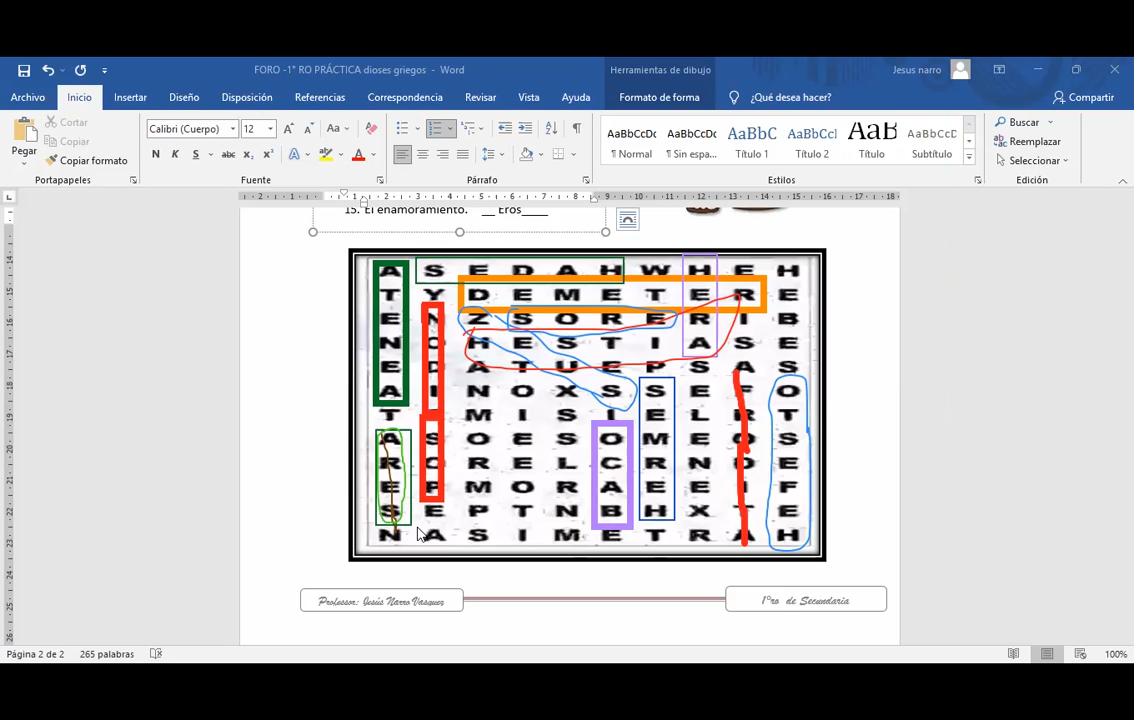 FORO -1° RO PRÁCTICA dioses griegos - Word
Herramientas de dibujo
Jesus narro
Archivo Inicio Insertar Diseño Disposición Referencias Correspondencia Revisar Vista Ayuda Formato de forma ¿Qué desea hacer? Compartir
Pegar
Cortar
Copiar
Copiar formato
Portapapeles
Calibri (Cuerpo) 12
Fuente
Párrafo
AaBbCcDc AaBbCcDc AaBbC AaBbCcl AaB AaBbCcD
¶ Normal ¶ Sin espa... Título 1 Título 2 Título Subtítulo
Estilos
Buscar
Reemplazar
Seleccionar
Edición
15. El enamoramiento. __ Eros_____
A S E D A H W H E H
T Y D E M E T E R E
E N Z S O R E R I B
N O H E S T I A S E
E D A T U E P S A S
A I N O X S S E F O
T E M I S I E L R T
A S O E S O M E O S
R O R E L C R N D E
E P M O R A E E I F
S E P T N B H X T E
N A S I M E T R A H
Professor: Jesús Narro Vasquez
1°ro de Secundaria
Página 2 de 2 265 palabras 100%